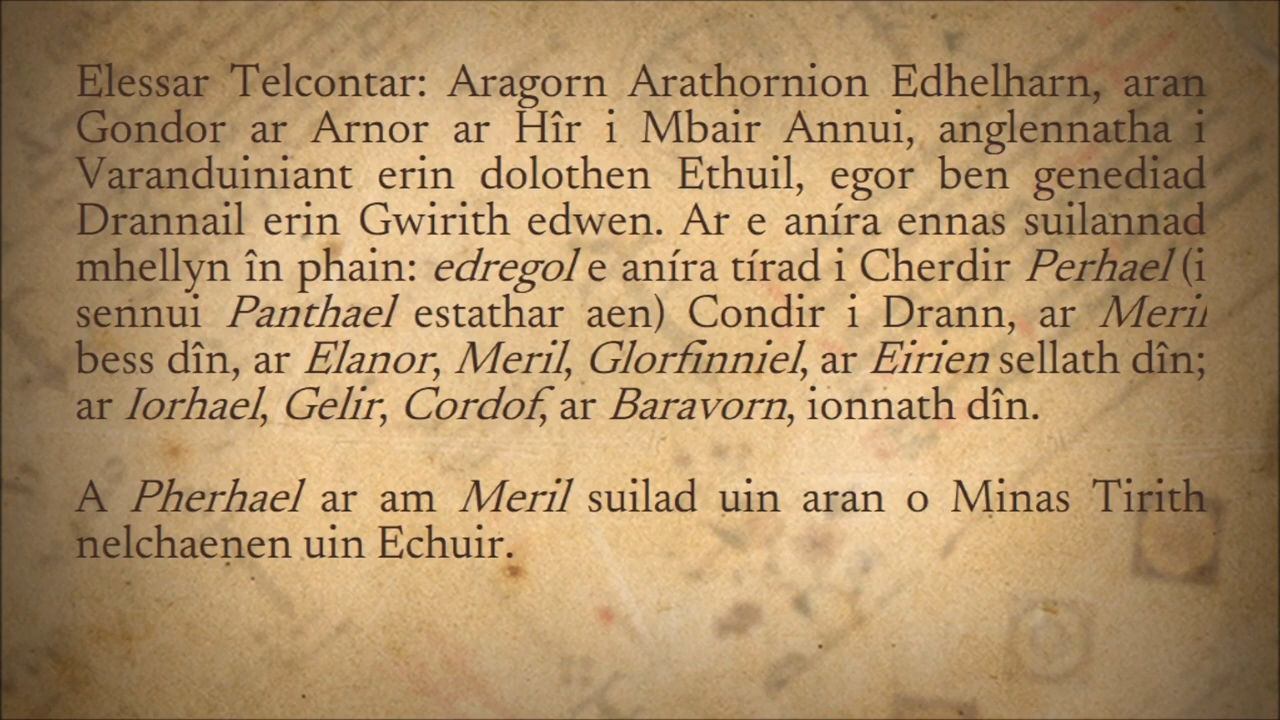 Elessar Telcontar: Aragorn Arathornion Edhelharn, aran
Gondor ar Arnor ar Hîr i Mbair Annui, anglennatha i
Varanduiniant erin dolothen Ethuil, egor ben genediad
Drannail erin Gwirith edwen. Ar e aníra ennas suilannad
mhellyn în phain: edregol e aníra tírad i Cherdir Perhael (i
sennui Panthael estathar aen) Condir i Drann, ar Meril
bess dîn, ar Elanor, Meril, Glorfinniel, ar Eirien sellath dîn;
ar Iorhael, Gelir, Cordof, ar Baravorn, ionnath dîn.
A Pherhael ar am Meril suilad uin aran o Minas Tirith
nelchaenen uin Echuir.